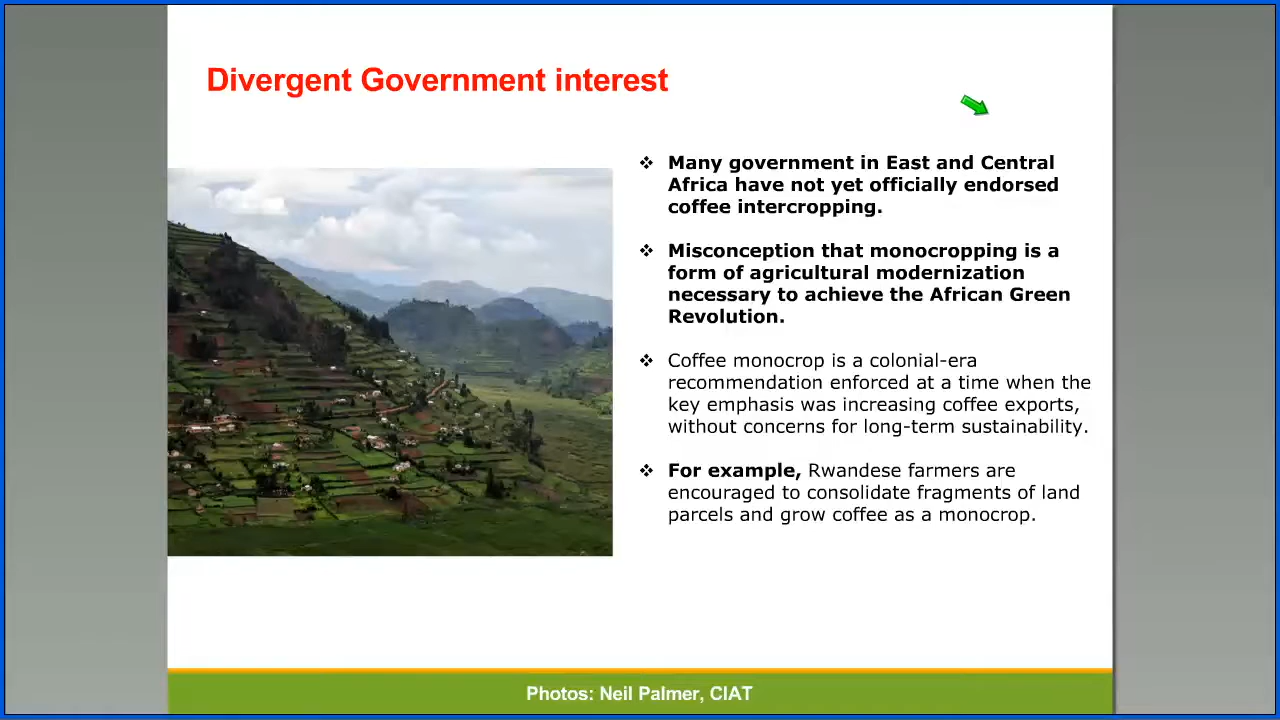 Divergent Government interest
❖ Many government in East and Central
Africa have not yet officially endorsed
coffee intercropping.
❖ Misconception that monocropping is a
form of agricultural modernization
necessary to achieve the African Green
Revolution.
❖ Coffee monocrop is a colonial-era
recommendation enforced at a time when the
key emphasis was increasing coffee exports,
without concerns for long-term sustainability.
❖ For example, Rwandese farmers are
encouraged to consolidate fragments of land
parcels and grow coffee as a monocrop.
Photos: Neil Palmer, CIAT